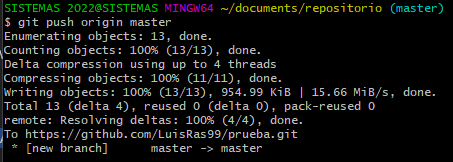 SISTEMAS 2022@SISTEMAS MINGW64 ~/documents/repositorio (master)
$ git push origin master
Enumerating objects: 13, done.
Counting objects: 100% (13/13), done.
Delta compression using up to 4 threads
Compressing objects: 100% (11/11), done.
Writing objects: 100% (13/13), 954.99 KiB | 15.66 MiB/s, done.
Total 13 (delta 4), reused 0 (delta 0), pack-reused 0
remote: Resolving deltas: 100% (4/4), done.
To https://github.com/LuisRas99/prueba.git
 * [new branch]      master -> master